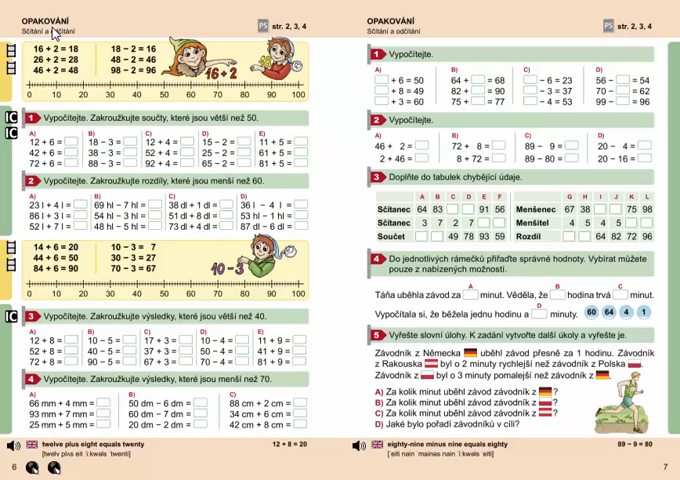 OPAKOVÁNÍ
Sčítání a odčítání
PS str. 2, 3, 4
16 + 2 = 18 18 – 2 = 16
26 + 2 = 28 48 – 2 = 46
46 + 2 = 48 98 – 2 = 96
16 + 2
0 10 20 30 40 50 60 70 80 90 100
1 Vypočítejte. Zakroužkujte součty, které jsou větší než 50.
A) B) C) D) E)
12 + 6 = 18 – 3 = 12 + 4 = 15 – 2 = 11 + 5 =
42 + 6 = 38 – 3 = 52 + 4 = 25 – 2 = 61 + 5 =
72 + 6 = 88 – 3 = 92 + 4 = 65 – 2 = 81 + 5 =
2 Vypočítejte. Zakroužkujte rozdíly, které jsou menší než 60.
A) B) C) D)
23 l + 4 l = 69 hl – 7 hl = 38 dl + 1 dl = 36 l – 4 l =
86 l + 3 l = 54 hl – 3 hl = 51 dl + 8 dl = 53 hl – 1 hl =
52 l + 7 l = 48 hl – 5 hl = 73 dl + 4 dl = 87 dl – 6 dl =
14 + 6 = 20 10 – 3 = 7
44 + 6 = 50 30 – 3 = 27
84 + 6 = 90 70 – 3 = 67
10 – 3
0 10 20 30 40 50 60 70 80 90 100
3 Vypočítejte. Zakroužkujte výsledky, které jsou větší než 40.
A) B) C) D) E)
12 + 8 = 10 – 5 = 17 + 3 = 10 – 4 = 11 + 9 =
52 + 8 = 40 – 5 = 37 + 3 = 50 – 4 = 41 + 9 =
72 + 8 = 90 – 5 = 67 + 3 = 70 – 4 = 81 + 9 =
4 Vypočítejte. Zakroužkujte výsledky, které jsou menší než 70.
A) B) C)
66 mm + 4 mm = 50 dm – 6 dm = 88 cm + 2 cm =
93 mm + 7 mm = 60 dm – 7 dm = 34 cm + 6 cm =
25 mm + 5 mm = 20 dm – 2 dm = 42 cm + 8 cm =
twelve plus eight equals twenty 12 + 8 = 20
6
OPAKOVÁNÍ
Sčítání a odčítání
PS str. 2, 3, 4
1 Vypočítejte.
A) B) C) D)
+ 6 = 50 64 + = 68 – 6 = 23 56 – = 54
+ 8 = 49 82 + = 90 – 3 = 37 70 – = 62
+ 3 = 60 75 + = 77 – 4 = 53 99 – = 96
2 Vypočítejte.
A) B) C) D)
46 + 2 = 72 + 8 = 89 – 9 = 20 – 4 =
2 + 46 = 8 + 72 = 89 – 80 = 20 – 16 =
3 Doplňte do tabulek chybějící údaje.
A B C D E F G H I J K L
Sčítanec 64 83 91 56 Menšenec 67 38 75 98
Sčítanec 3 7 2 7 Menšitel 4 5 4 5
Součet 49 78 93 59 Rozdíl 64 82 72 96
4 Do jednotlivých rámečků přiřaďte správné hodnoty. Vybírat můžete
pouze z nabízených možností.
A B C
Táňa uběhla závod za minut. Věděla, že hodina trvá minut.
D
Vypočítala si, že běžela jednu hodinu a minuty. 60 64 4 1
5 Vyřešte slovní úlohy. K zadání vytvořte další úkoly a vyřešte je.
Závodník z Německa uběhl závod přesně za 1 hodinu. Závodník
z Rakouska byl o 2 minuty rychlejší než závodník z Polska.
Závodník z byl o 3 minuty pomalejší než závodník z .
A) Za kolik minut uběhl závod závodník z ?
B) Za kolik minut uběhl závod závodník z ?
C) Za kolik minut uběhl závod závodník z ?
D) Jaké bylo pořadí závodníků v cíli?
eighty-nine minus nine equals eighty 89 – 9 = 80
7